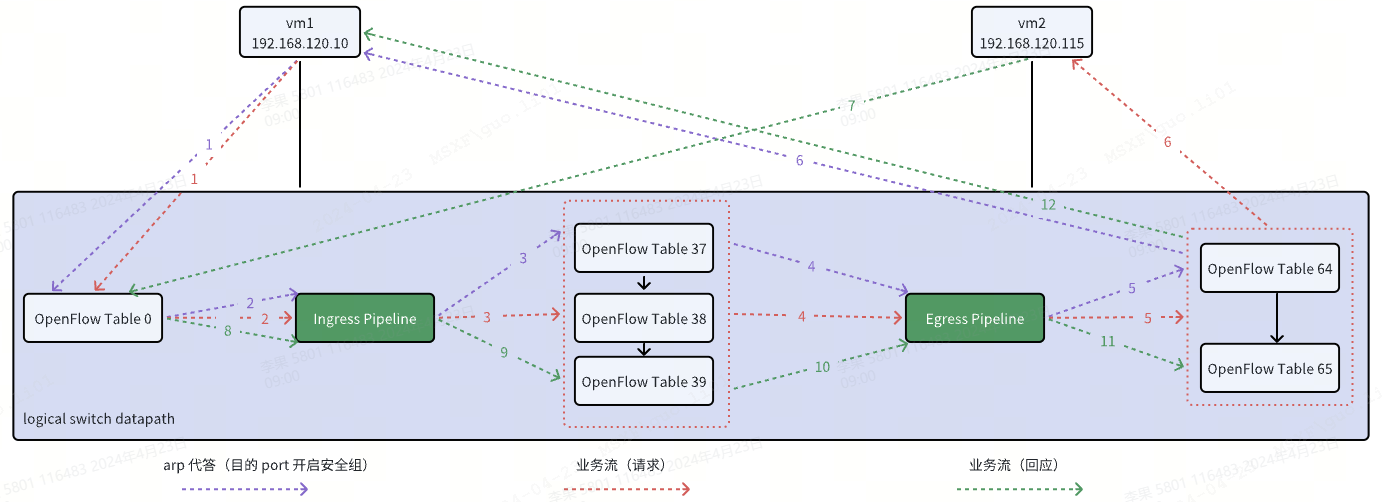 vm1
192.168.120.10
vm2
192.168.120.115
1
1
7
6
6
12
OpenFlow Table 0
2
2
8
Ingress Pipeline
3
3
9
OpenFlow Table 37
OpenFlow Table 38
OpenFlow Table 39
4
4
10
Egress Pipeline
5
5
11
OpenFlow Table 64
OpenFlow Table 65
logical switch datapath
arp 代答（目的 port 开启安全组）
业务流（请求）
业务流（回应）